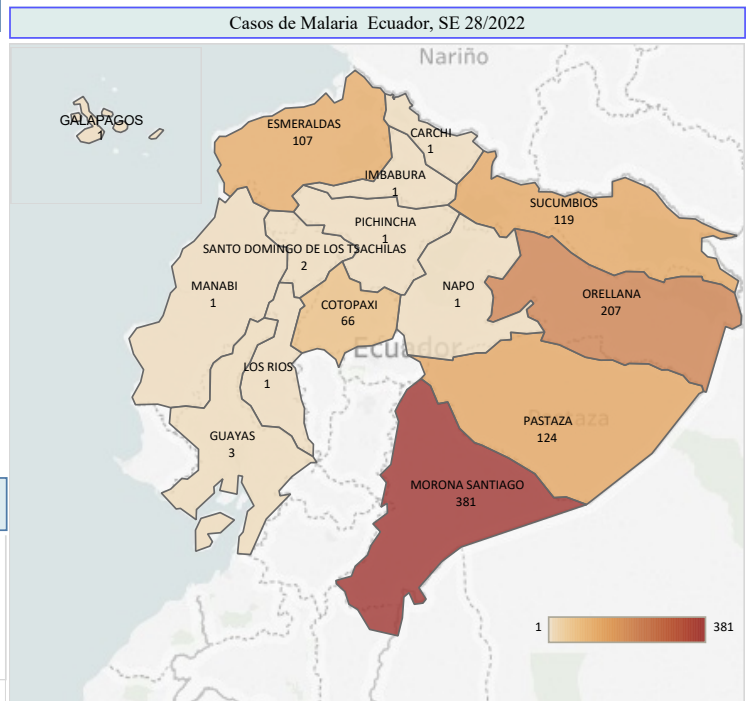 Casos de Malaria Ecuador, SE 28/2022
Nariño
GALAPAGOS
1
ESMERALDAS
107
CARCHI
1
IMBABURA
1
SUCUMBIOS
119
PICHINCHA
1
SANTO DOMINGO DE LOS TSACHILAS
2
MANABI
1
NAPO
1
ORELLANA
207
COTOPAXI
66
Ecuador
LOS RIOS
1
Pastaza
PASTAZA
124
GUAYAS
3
MORONA SANTIAGO
381
1
381